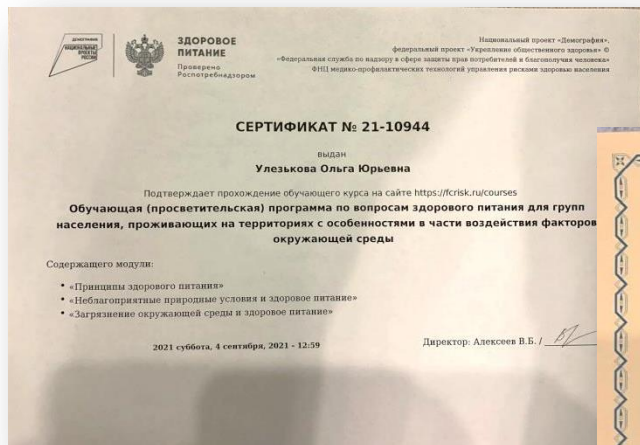 ДЕМОГРАФИЯ
НАЦИОНАЛЬНЫЕ
ПРОЕКТЫ
РОССИИ
ЗДОРОВОЕ
ПИТАНИЕ
Проверено
Роспотребнадзором
Национальный проект «Демография»,
федеральный проект «Укрепление общественного здоровья» ©
«Федеральная служба по надзору в сфере защиты прав потребителей и благополучия человека»
ФНЦ медико-профилактических технологий управления рисками здоровью населения
СЕРТИФИКАТ № 21-10944
выдан
Улезькова Ольга Юрьевна
Подтверждает прохождение обучающего курса на сайте https://fcrisk.ru/courses
Обучающая (просветительская) программа по вопросам здорового питания для групп
населения, проживающих на территориях с особенностями в части воздействия факторов
окружающей среды
Содержащего модули:
• «Принципы здорового питания»
• «Неблагоприятные природные условия и здоровое питание»
• «Загрязнение окружающей среды и здоровое питание»
2021 суббота, 4 сентября, 2021 - 12:59
Директор: Алексеев В.Б. /